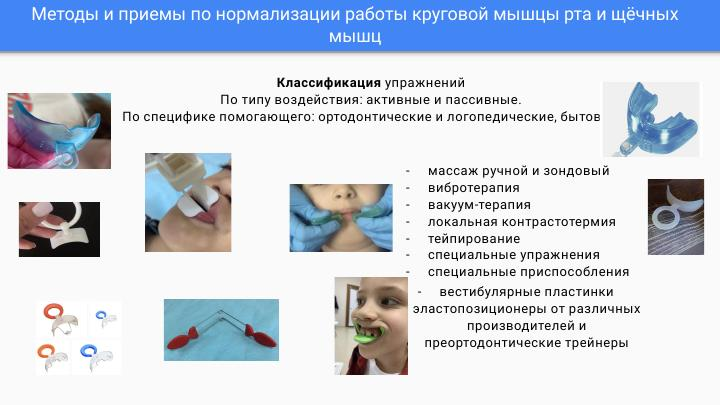 Методы и приемы по нормализации работы круговой мышцы рта и щёчных
мышц
Классификация упражнений
По типу воздействия: активные и пассивные.
По специфике помогающего: ортодонтические и логопедические, бытов
- массаж ручной и зондовый
- вибротерапия
- вакуум-терапия
- локальная контрастотермия
- тейпирование
- специальные упражнения
- специальные приспособления
- вестибулярные пластинки
эластопозиционеры от различных
производителей и
преортодонтические трейнеры